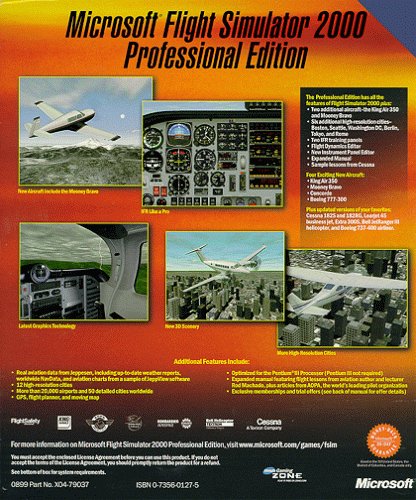 Microsoft Flight Simulator 2000
Professional Edition
The Professional Edition has all the
features of Flight Simulator 2000 plus:
• Two additional aircraft-the King Air 350
and Mooney Bravo
• Six additional high-resolution cities-
Boston, Seattle, Washington DC, Berlin,
Tokyo, and Rome
• Two IFR training panels
• Flight Dynamics Editor
• New Instrument Panel Editor
• Expanded Manual
• Sample lessons from Cessna
Four Exciting New Aircraft:
• King Air 350
• Mooney Bravo
• Concorde
• Boeing 777-300
Plus updated versions of your favorites:
Cessna 182S and 182RG, Learjet 45
business jet, Extra 300S, Bell JetRanger III
helicopter, and Boeing 737-400 airliner.
New Aircraft include the Mooney Bravo
IFR Like a Pro
Latest Graphics Technology
New 3D Scenery
More High-Resolution Cities
Additional Features Include:
• Real aviation data from Jeppesen, including up-to-date weather reports,
worldwide NavData, and aviation charts from a sample of JeppView software
• 12 high-resolution cities
• More than 20,000 airports and 50 detailed cities worldwide
• GPS, flight planner, and moving map
• Optimized for the Pentium III Processor (Pentium III not required)
• Expanded manual featuring flight lessons from aviation author and lecturer
Rod Machado, plus articles from AOPA, the world's leading pilot organization
• Exclusive memberships and trial offers (see back of manual for offer details)
FlightSafety
BOMBARDIER
Bell Helicopter
TEXTRON
Cessna
A Textron Company
For more information on Microsoft Flight Simulator 2000 Professional Edition, visit www.microsoft.com/games/fsim
You must accept the enclosed License Agreement before you can use this product. If you do not
accept the terms of the License Agreement, you should promptly return the product for a refund.
See bottom of box for system requirements.
0899 Part No. X04-79037
ISBN 0-7356-0127-5
Gaming
ZONE
Microsoft